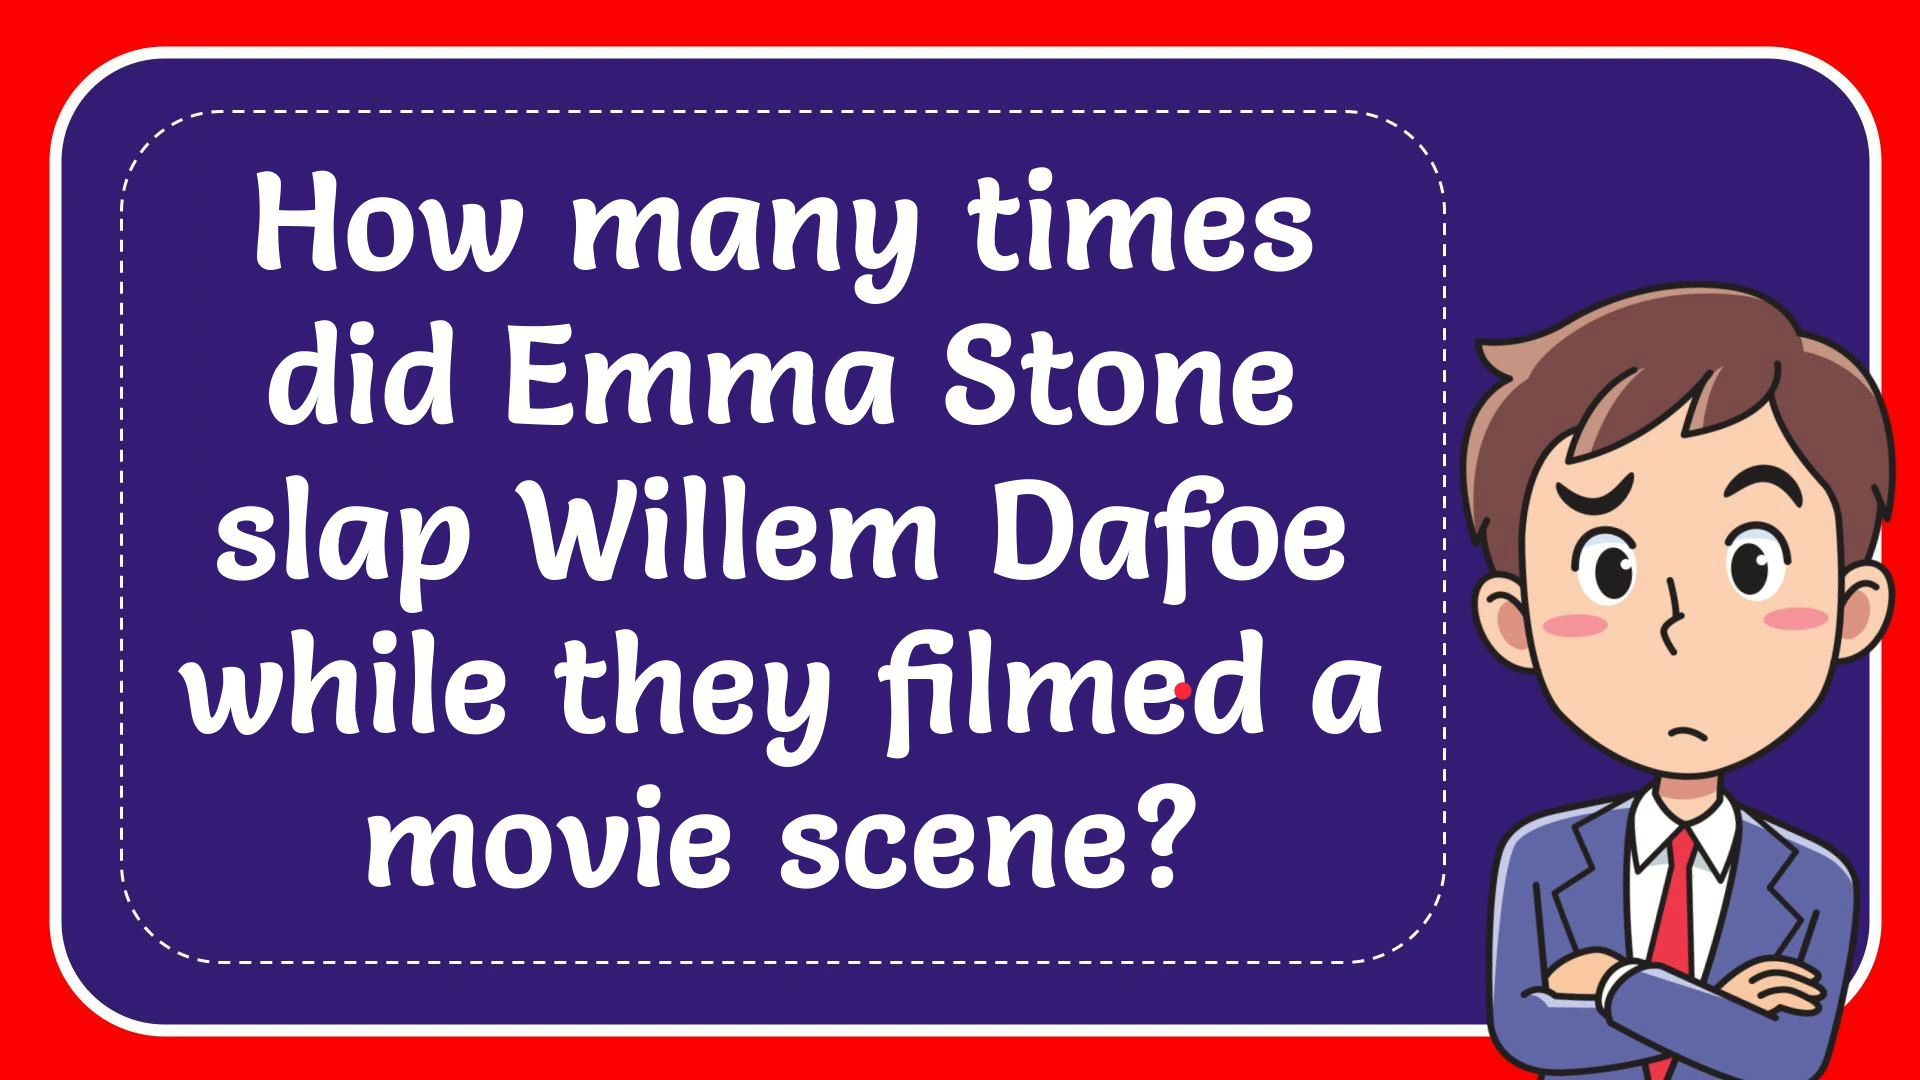 How many times
did Emma Stone
slap Willem Dafoe
while they filmed a
movie scene?